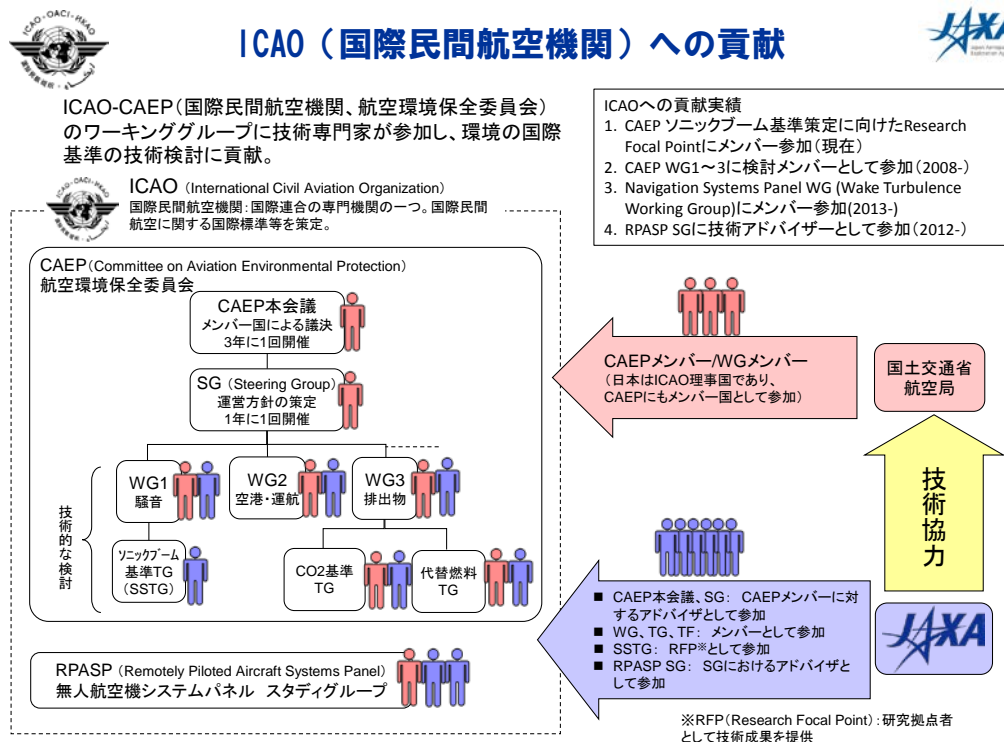 ICAO・OACI・ИКАО
ICAO(国際民間航空機関)への貢献
JAXA
ICAO-CAEP(国際民間航空機関、航空環境保全委員会)
のワーキンググループに技術専門家が参加し、環境の国際
基準の技術検討に貢献。
ICAOへの貢献実績
1. CAEP ソニックブーム基準策定に向けたResearch
Focal Pointにメンバー参加(現在)
2. CAEP WG1~3に検討メンバーとして参加(2008-)
3. Navigation Systems Panel WG (Wake Turbulence
Working Group)にメンバー参加(2013-)
4. RPASP SGに技術アドバイザーとして参加(2012-)
ICAO (International Civil Aviation Organization)
国際民間航空機関:国際連合の専門機関の一つ。国際民間
航空に関する国際標準等を策定。
CAEP(Committee on Aviation Environmental Protection)
航空環境保全委員会
CAEP本会議
メンバー国による議決
3年に1回開催
SG (Steering Group)
運営方針の策定
1年に1回開催
WG1
騒音
WG2
空港・運航
WG3
排出物
技術的な検討
ソニックブーム
基準TG
(SSTG)
CO2基準
TG
代替燃料
TG
RPASP (Remotely Piloted Aircraft Systems Panel)
無人航空機システムパネル スタディグループ
CAEPメンバー/WGメンバー
(日本はICAO理事国であり、
CAEPにもメンバー国として参加)
国土交通省
航空局
技術協力
■ CAEP本会議、SG: CAEPメンバーに対
するアドバイザとして参加
■ WG、TG、TF: メンバーとして参加
■ SSTG: RFP※として参加
■ RPASP SG: SGにおけるアドバイザと
して参加
JAXA
※RFP(Research Focal Point):研究拠点者
として技術成果を提供